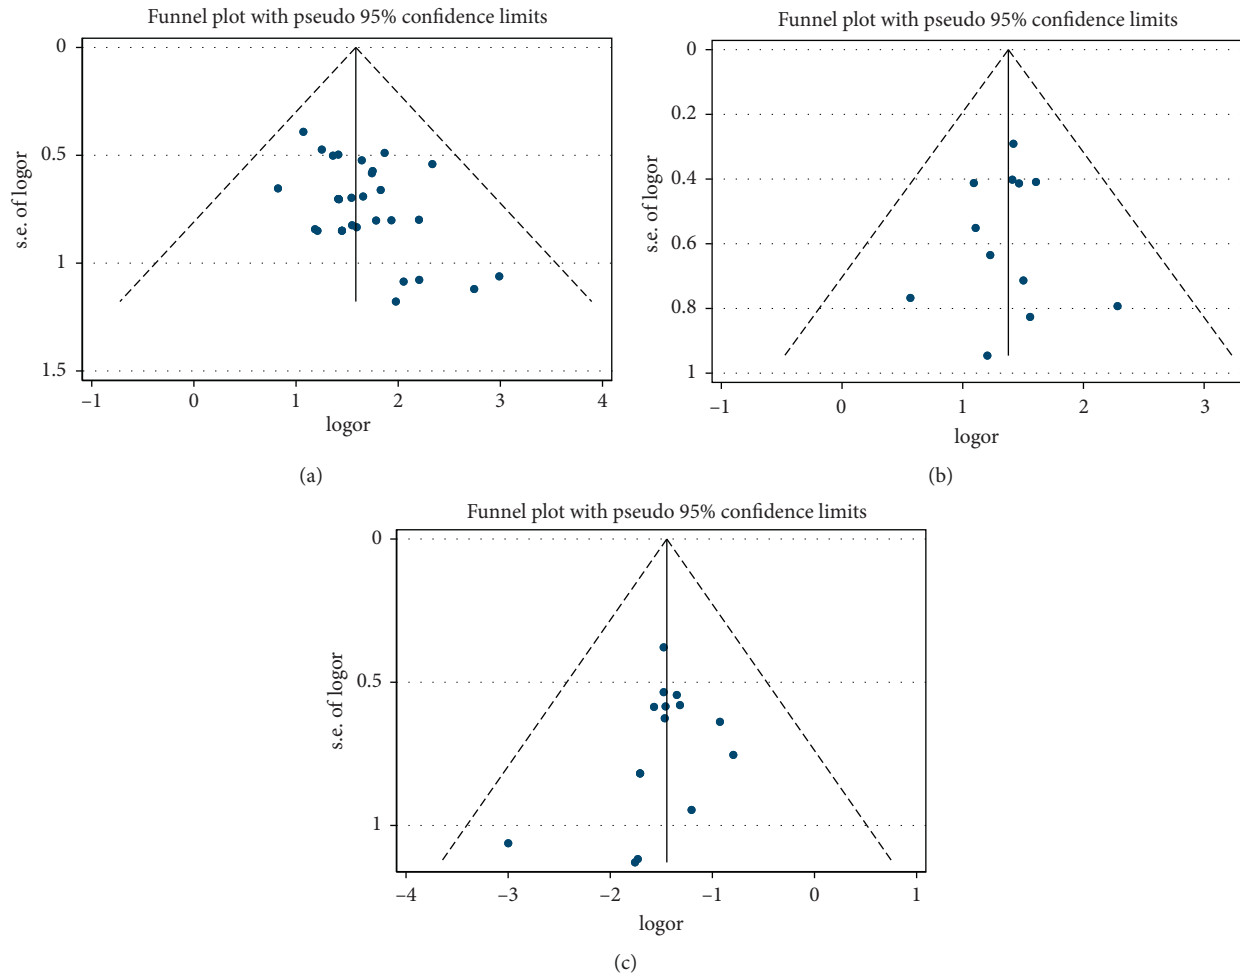 Funnel plot with pseudo 95% confidence limits
0
0.5
1
1.5
s.e. of logor
–1
0
1
2
3
4
logor
(a)
Funnel plot with pseudo 95% confidence limits
0
0.2
0.4
0.6
0.8
1
s.e. of logor
–1
0
1
2
3
logor
(b)
Funnel plot with pseudo 95% confidence limits
0
0.5
1
s.e. of logor
–4
–3
–2
–1
0
1
logor
(c)